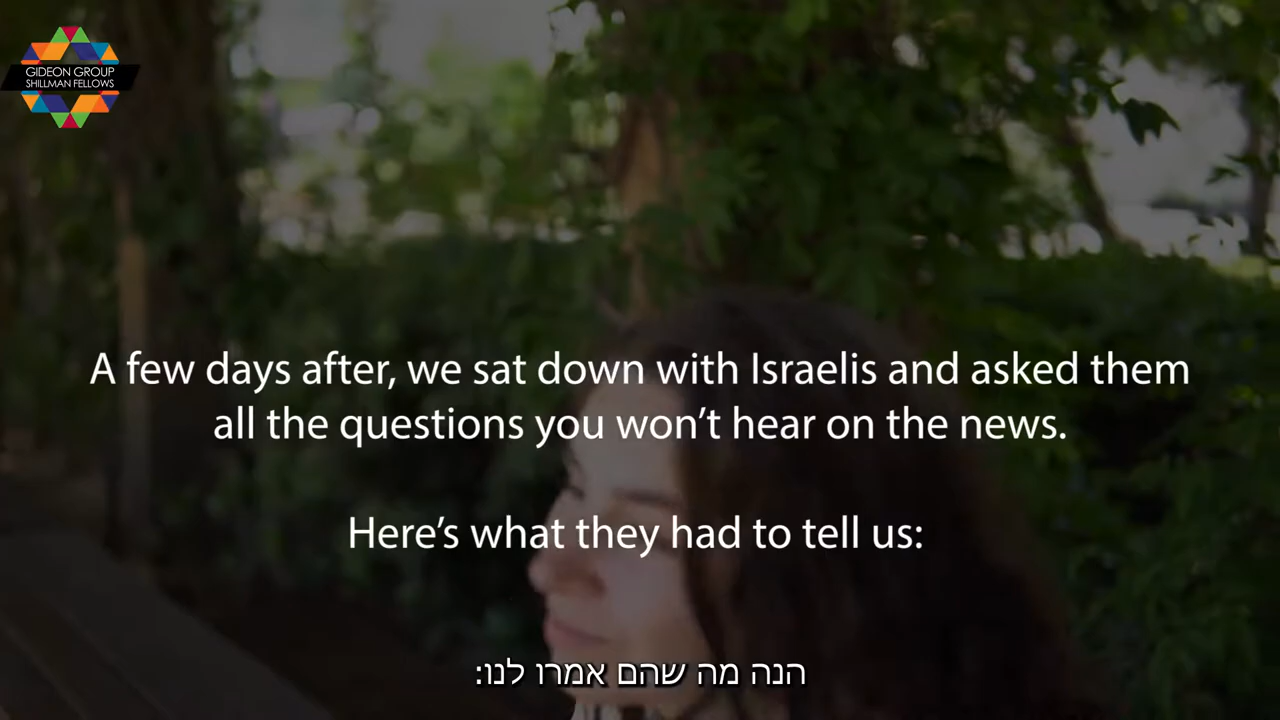 GIDEON GROUP
SHILLMAN FELLOWS
A few days after, we sat down with Israelis and asked them
all the questions you won’t hear on the news.
Here’s what they had to tell us:
הנה מה שהם אמרו לנו: